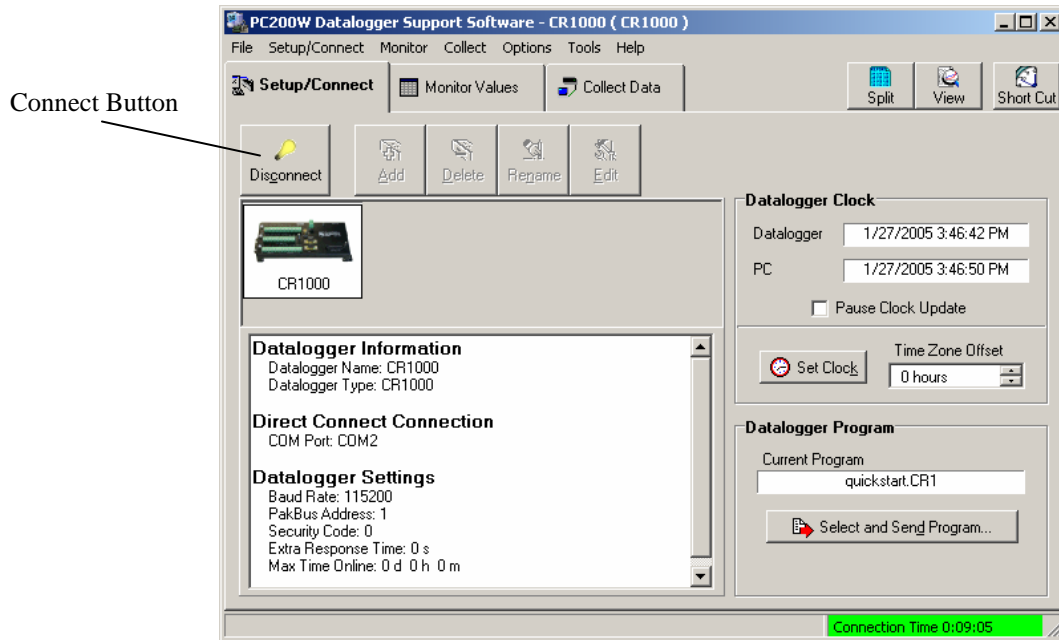 PC200W Datalogger Support Software - CR1000 ( CR1000 )
File Setup/Connect Monitor Collect Options Tools Help
Setup/Connect Monitor Values Collect Data Split View Short Cut
Connect Button
Disconnect Add Delete Rename Edit
CR1000
Datalogger Information
Datalogger Name: CR1000
Datalogger Type: CR1000
Direct Connect Connection
COM Port: COM2
Datalogger Settings
Baud Rate: 115200
PakBus Address: 1
Security Code: 0
Extra Response Time: 0 s
Max Time Online: 0 d 0 h 0 m
Datalogger Clock
Datalogger 1/27/2005 3:46:42 PM
PC 1/27/2005 3:46:50 PM
Pause Clock Update
Set Clock
Time Zone Offset
0 hours
Datalogger Program
Current Program
quickstart.CR1
Select and Send Program...
Connection Time 0:09:05